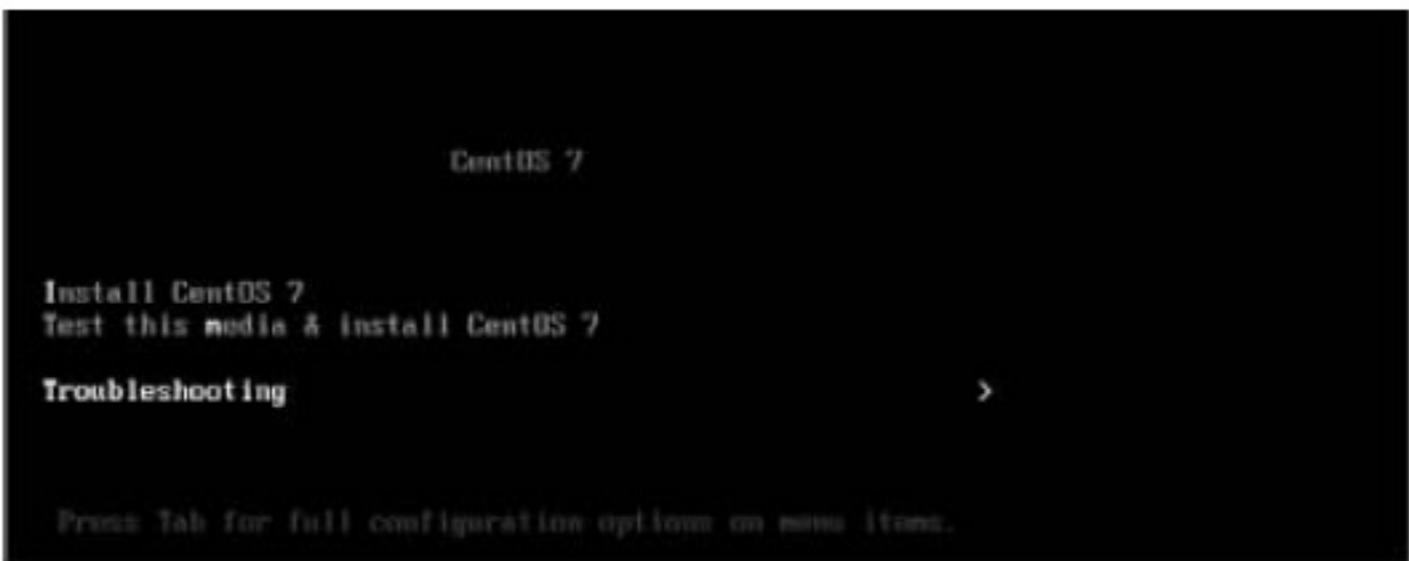 CentOS 7
Install CentOS 7
Test this media & install CentOS 7
Troubleshooting >
Press Tab for full configuration options on menu items.